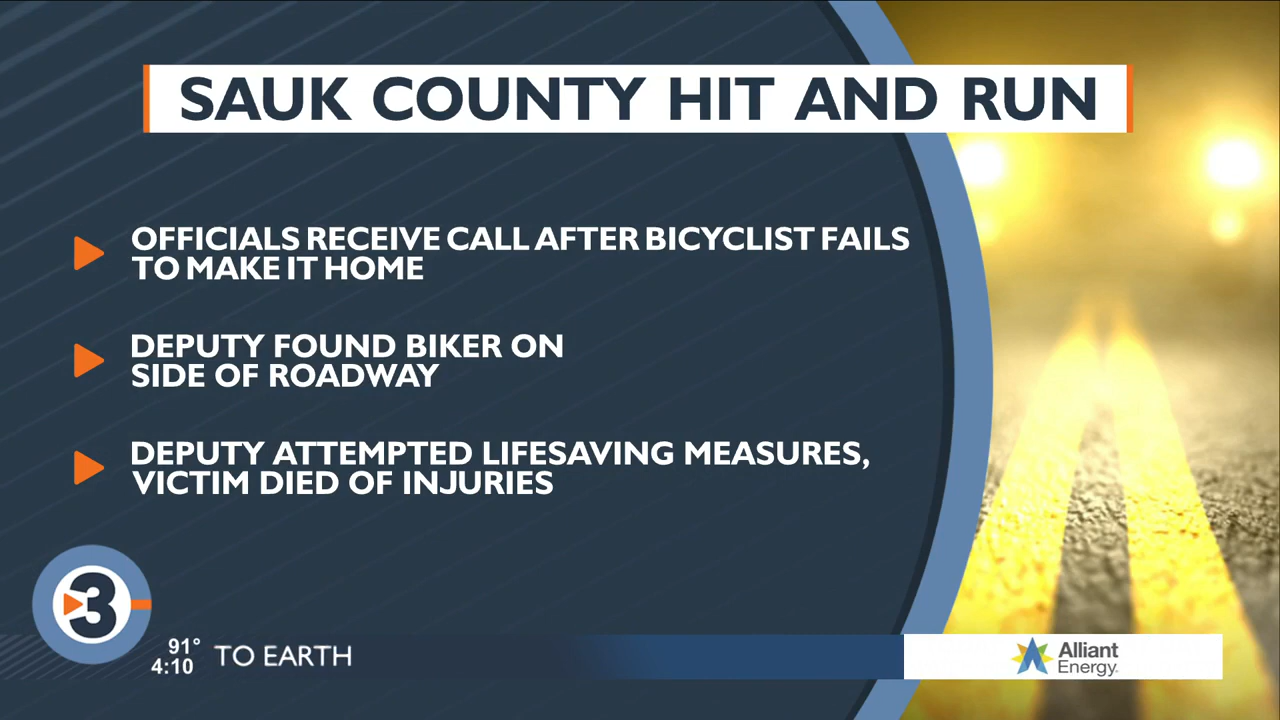 SAUK COUNTY HIT AND RUN
OFFICIALS RECEIVE CALL AFTER BICYCLIST FAILS
TO MAKE IT HOME
DEPUTY FOUND BIKER ON
SIDE OF ROADWAY
DEPUTY ATTEMPTED LIFESAVING MEASURES,
VICTIM DIED OF INJURIES
3
91°
4:10
TO EARTH
Alliant
Energy.